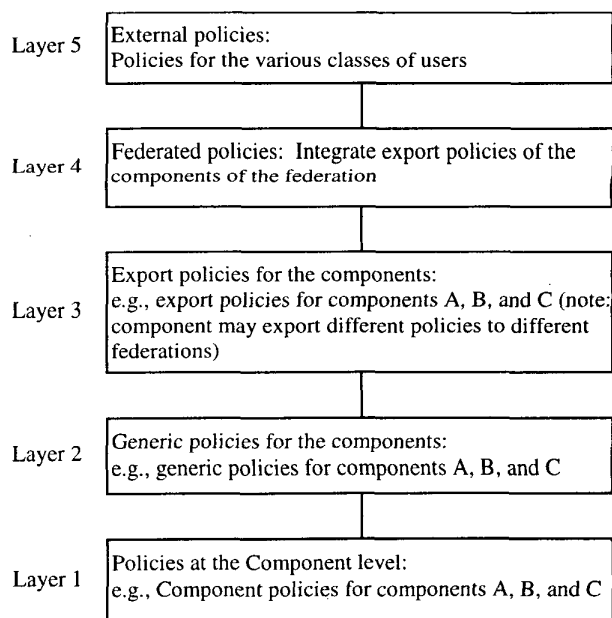 Layer 5
External policies:
Policies for the various classes of users
Layer 4
Federated policies: Integrate export policies of the
components of the federation
Layer 3
Export policies for the components:
e.g., export policies for components A, B, and C (note:
component may export different policies to different
federations)
Layer 2
Generic policies for the components:
e.g., generic policies for components A, B, and C
Layer 1
Policies at the Component level:
e.g., Component policies for components A, B, and C